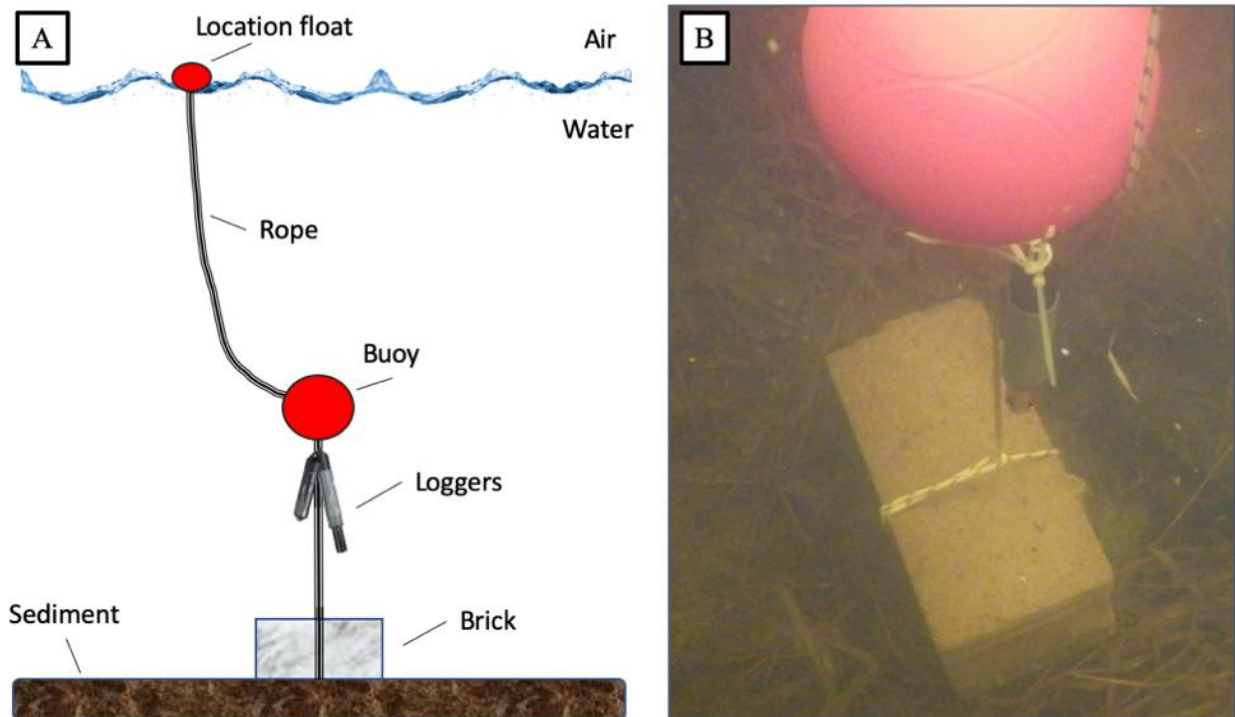 A
Location float
Air
Water
Rope
Buoy
Loggers
Sediment
Brick
B